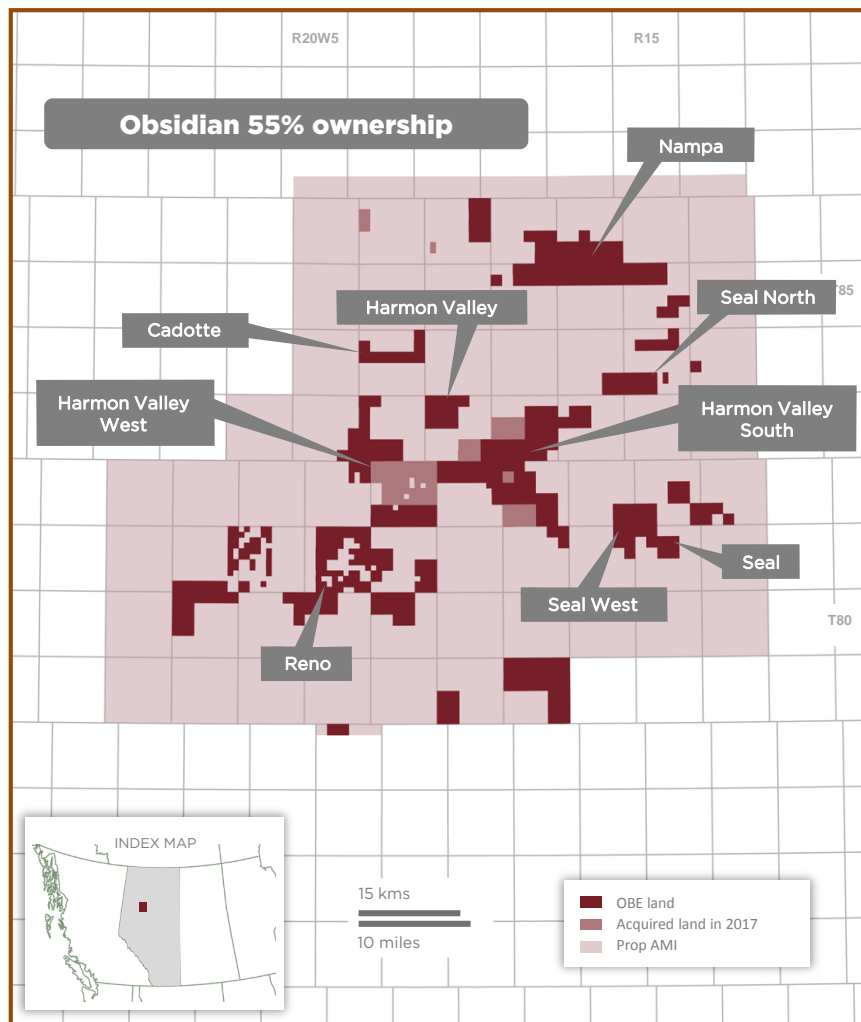 R20W5
R15
Obsidian 55% ownership
Nampa
T85
Seal North
Harmon Valley
Cadotte
Harmon Valley
West
Harmon Valley
South
Seal
Seal West
T80
Reno
INDEX MAP
15 kms
10 miles
OBE land
Acquired land in 2017
Prop AMI